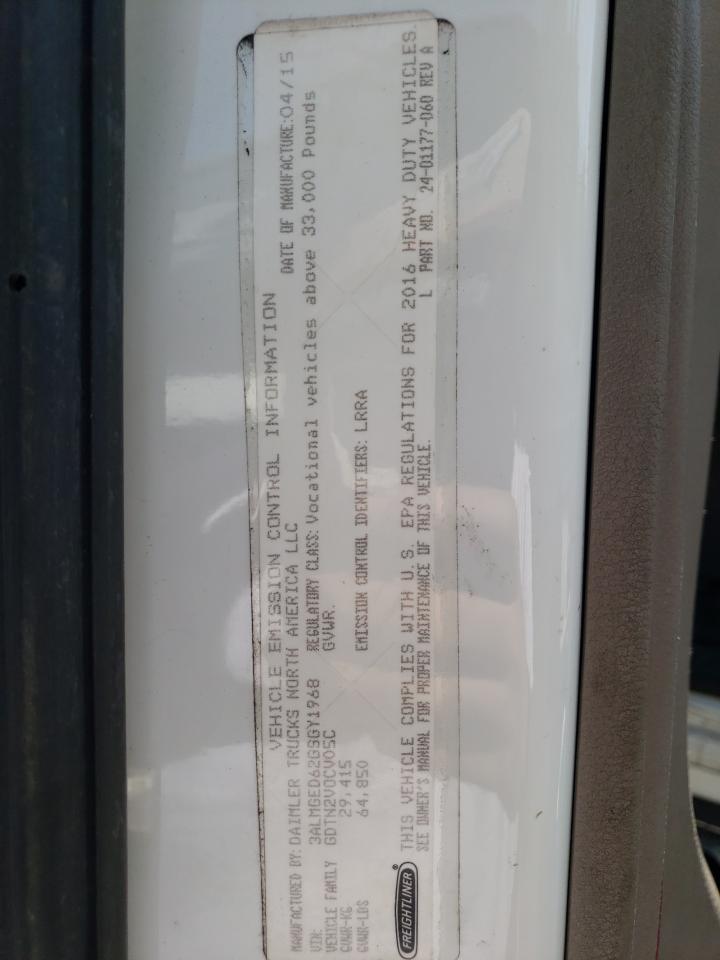 VEHICLE EMISSION CONTROL INFORMATION
MANUFACTURED BY: DAIMLER TRUCKS NORTH AMERICA LLC DATE OF MANUFACTURE: 04/15
VIN: 3ALMGED62GSGY1968 REGULATORY CLASS: Vocational vehicles above 33,000 Pounds
VEHICLE FAMILY GDTN2VOCV05C GVWR.
GVWR-KG 29,415
GVWR-LBS 64,850 EMISSION CONTROL IDENTIFIERS: LRRA
FREIGHTLINER®
THIS VEHICLE COMPLIES WITH U.S. EPA REGULATIONS FOR 2016 HEAVY DUTY VEHICLES.
SEE OWNER'S MANUAL FOR PROPER MAINTENANCE OF THIS VEHICLE. L PART NO. 24-01177-060 REV A